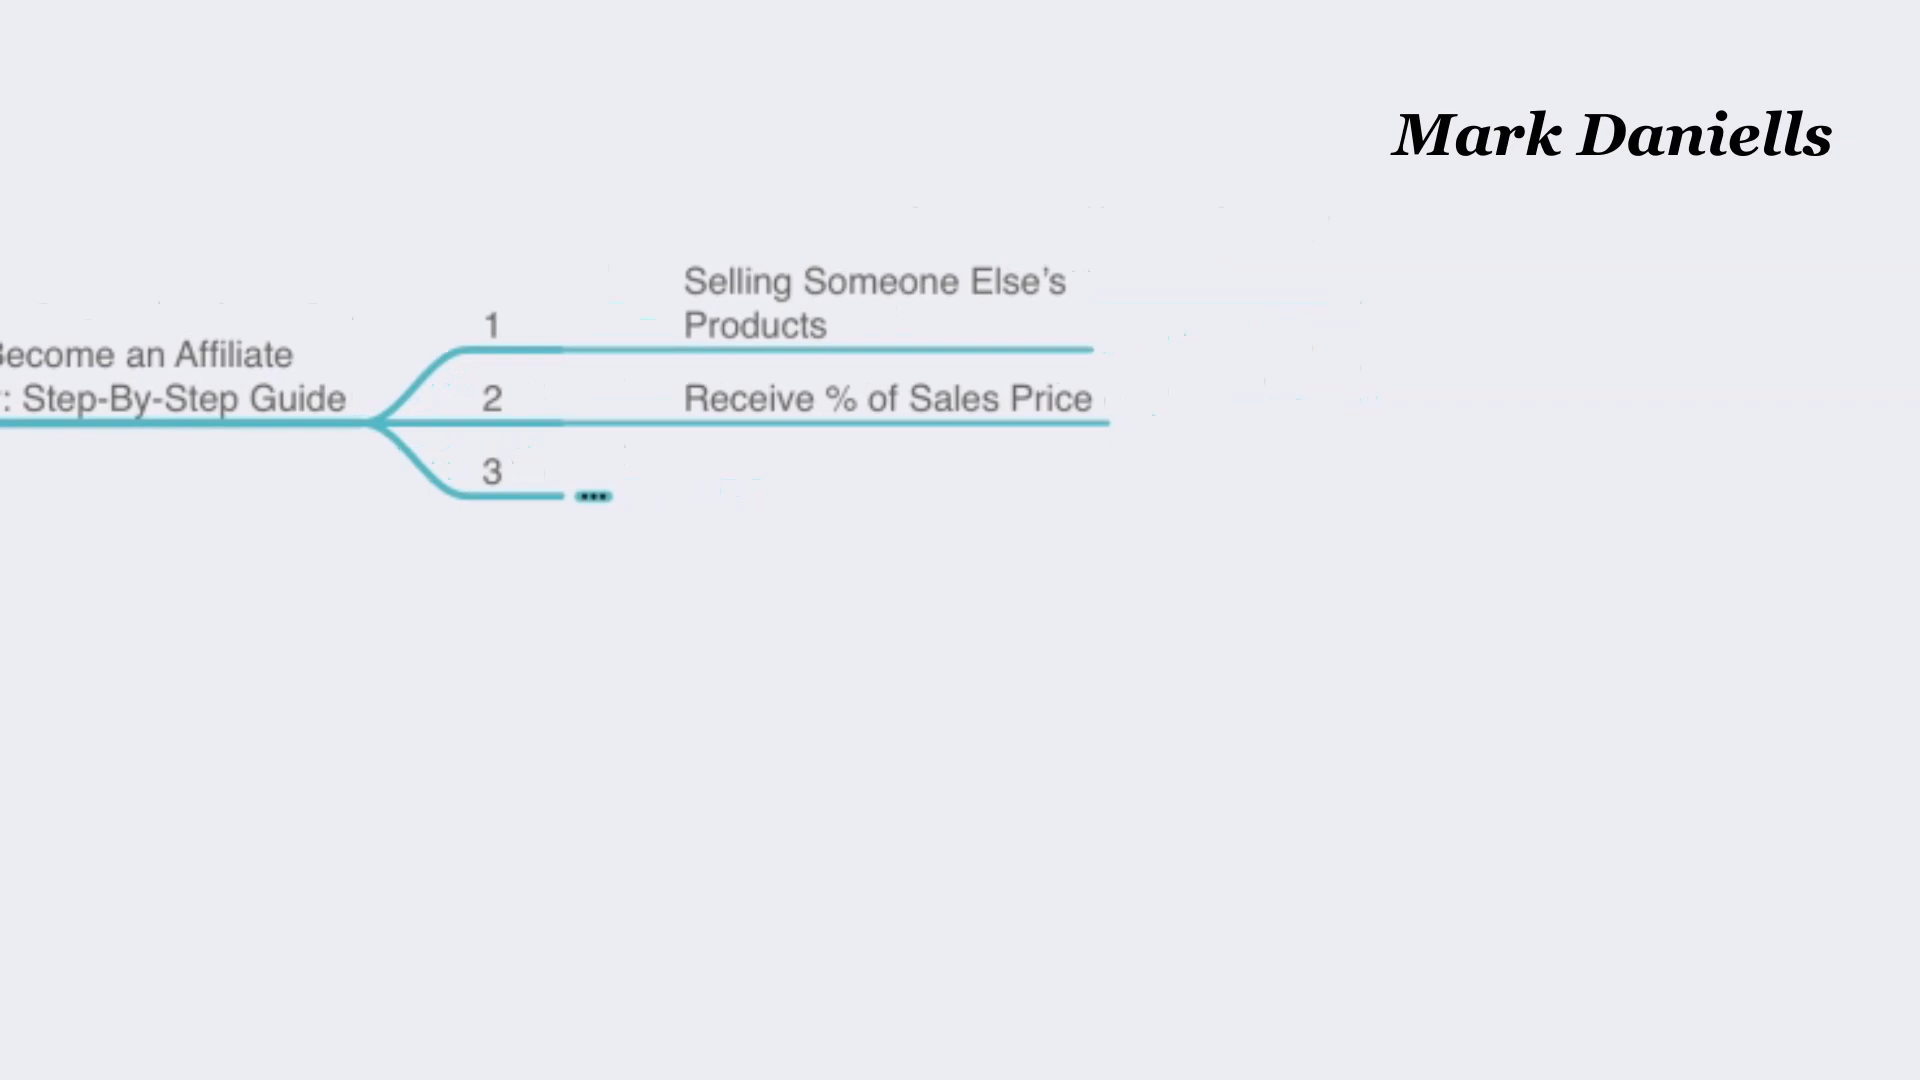 Mark Daniells
Selling Someone Else’s
Products
1
ecome an Affiliate
: Step-By-Step Guide
2
Receive % of Sales Price
3